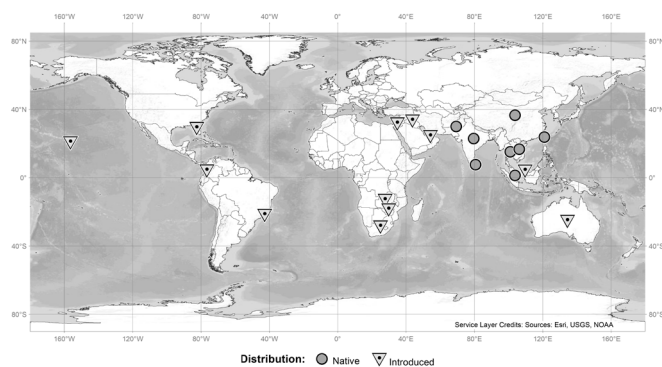 160°W 120°W 80°W 40°W 0° 40°E 80°E 120°E 160°E
80°N 80°N
40°N 40°N
0° 0°
40°S 40°S
80°S 80°S
Service Layer Credits: Sources: Esri, USGS, NOAA
160°W 120°W 80°W 40°W 0° 40°E 80°E 120°E 160°E
Distribution: Native Introduced